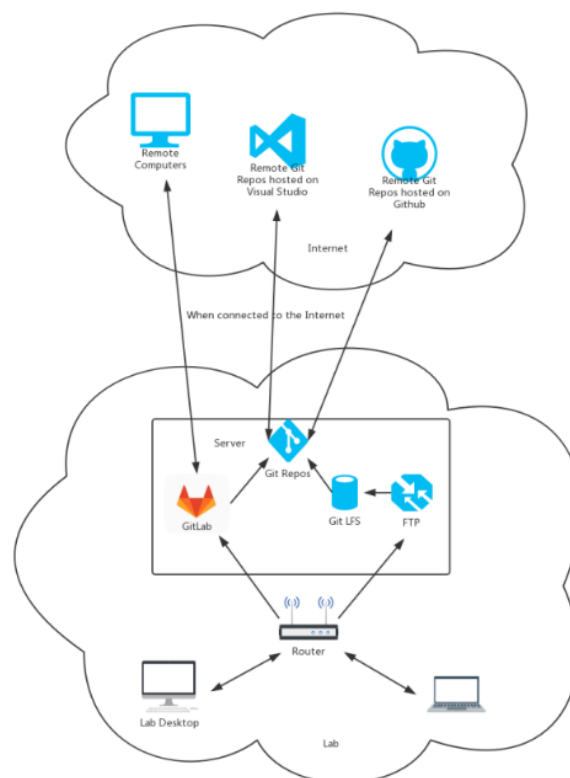 Remote
Computers
Remote Git
Repos hosted on
Visual Studio
Remote Git
Repos hosted on
Github
Internet
When connected to the Internet
Server
Git Repos
GitLab
Git LFS
FTP
Router
Lab Desktop
Lab